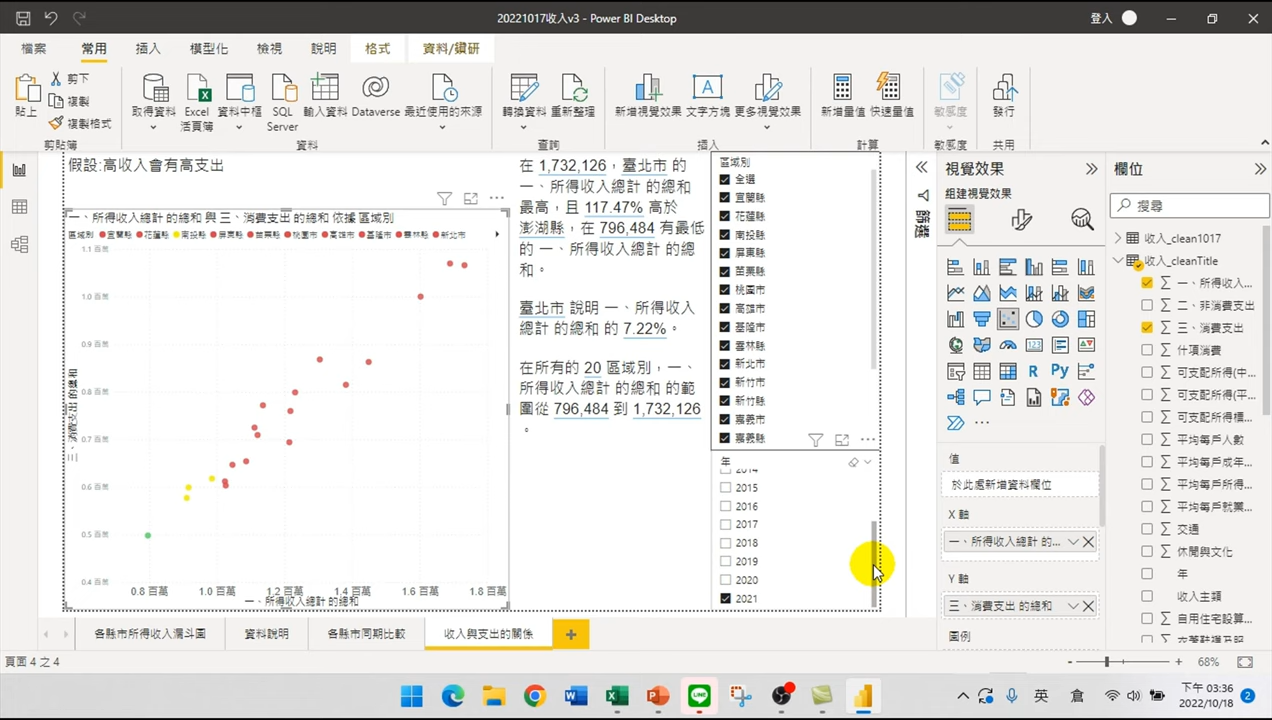 20221017收入v3 - Power BI Desktop
登入
檔案 常用 插入 模型化 檢視 說明 格式 資料/鑽研
貼上
剪下
複製
複製格式
取得資料
Excel 活頁簿
資料中樞
SQL Server
輸入資料
Dataverse
最近使用的來源
轉換資料
重新整理
新增視覺效果
文字方塊
更多視覺效果
新增量值
快速量值
敏感度
發行
剪貼簿 資料 查詢 插入 計算 敏感度 共用
假設:高收入會有高支出
一、所得收入總計 的總和 與 三、消費支出 的總和 依據 區域別
區域別 宜蘭縣 花蓮縣 南投縣 屏東縣 苗栗縣 桃園市 高雄市 基隆市 雲林縣 新北市
1.1 百萬
1.0 百萬
0.9 百萬
0.8 百萬
0.7 百萬
0.6 百萬
0.5 百萬
0.4 百萬
三、消費支出 的總和
0.8 百萬 1.0 百萬 1.2 百萬 1.4 百萬 1.6 百萬 1.8 百萬
一、所得收入總計 的總和
在 1,732,126，臺北市 的
一、所得收入總計 的總和
最高，且 117.47% 高於
澎湖縣，在 796,484 有最低
的 一、所得收入總計 的總
和。
臺北市 說明 一、所得收入
總計 的總和 的 7.22%。
在所有的 20 區域別，一、
所得收入總計 的總和 的範
圍從 796,484 到 1,732,126
。
區域別
全選
宜蘭縣
花蓮縣
南投縣
屏東縣
苗栗縣
桃園市
高雄市
基隆市
雲林縣
新北市
新竹市
新竹縣
嘉義市
嘉義縣
年
2014
2015
2016
2017
2018
2019
2020
2021
篩選
視覺效果
組建視覺效果
123
R Py
值
於此處新增資料欄位
X 軸
一、所得收入總計 的...
Y 軸
三、消費支出 的總和
圖例
欄位
搜尋
收入_clean1017
收入_cleanTitle
一、所得收入...
二、非消費支出
三、消費支出
什項消費
可支配所得(中...
可支配所得(平...
可支配所得標...
平均每戶人數
平均每戶成年...
平均每戶所得...
平均每戶就業...
交通
休閒與文化
年
收入主類
自用住宅設算...
各縣市所得收入漏斗圖 資料說明 各縣市同期比較 收入與支出的關係
頁面 4 之 4
68%
英
倉
下午 03:36
2022/10/18
2